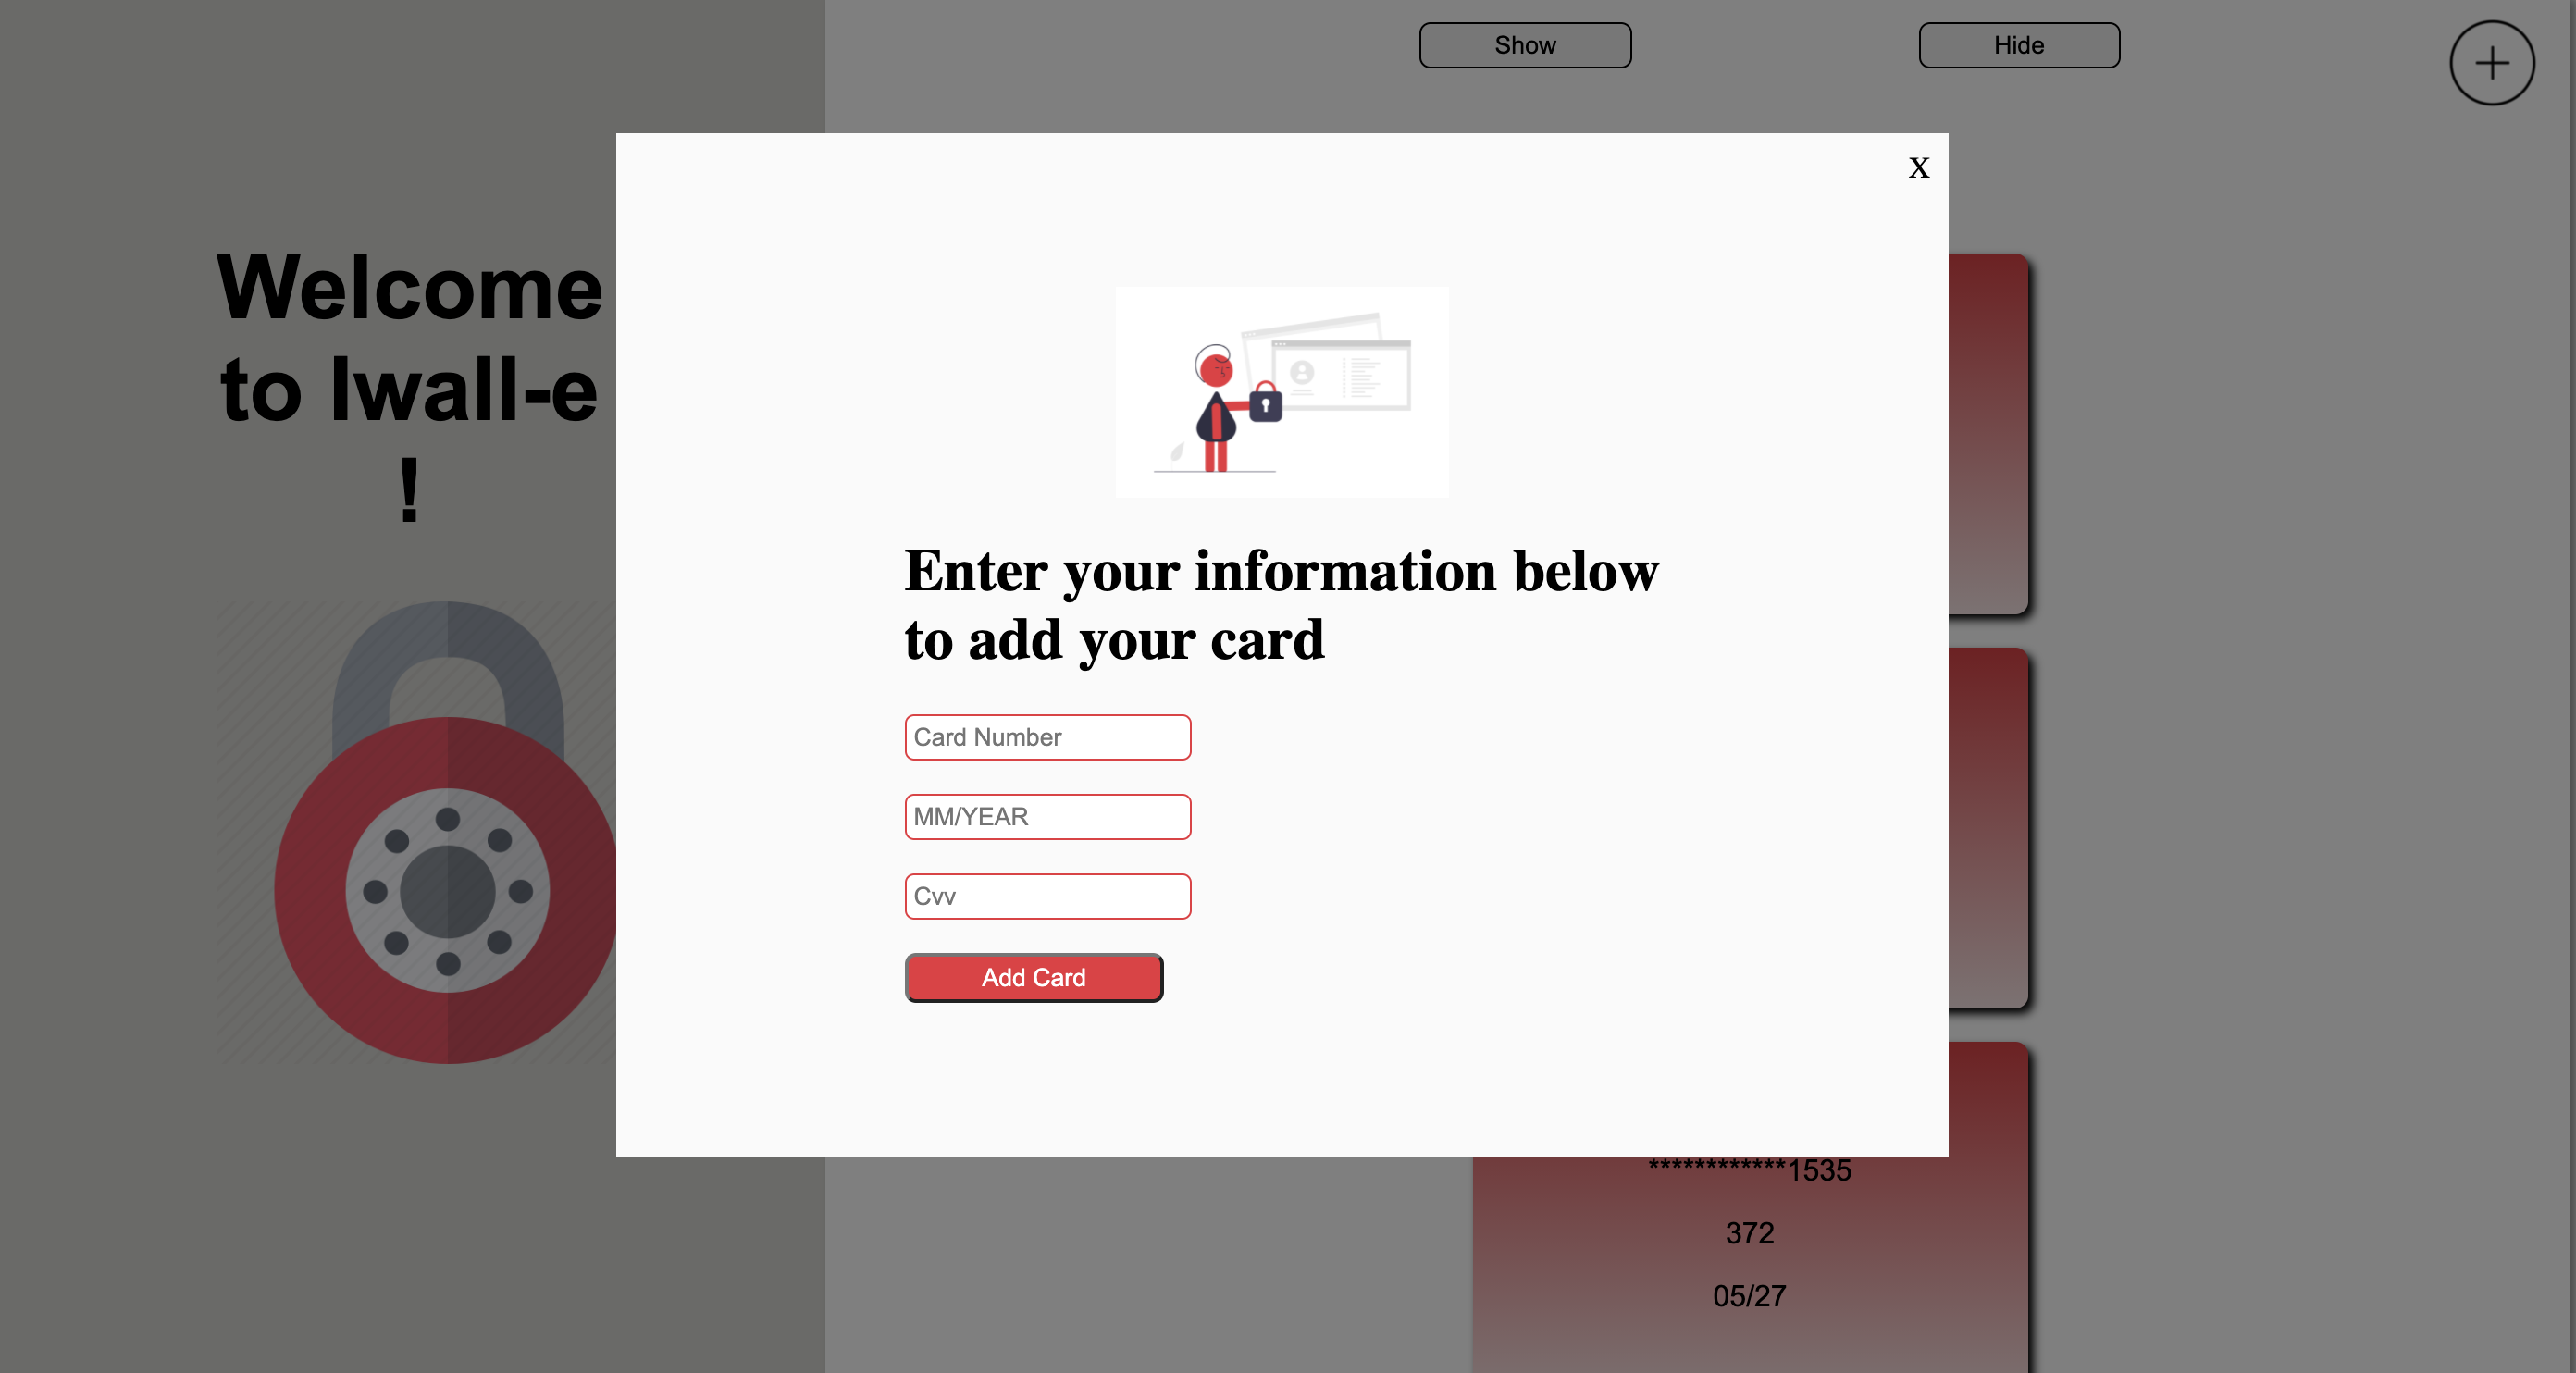 Show
Hide
Welcome
to Iwall-e
!
X
Enter your information below
to add your card
Card Number
MM/YEAR
Cvv
Add Card
************1535
372
05/27